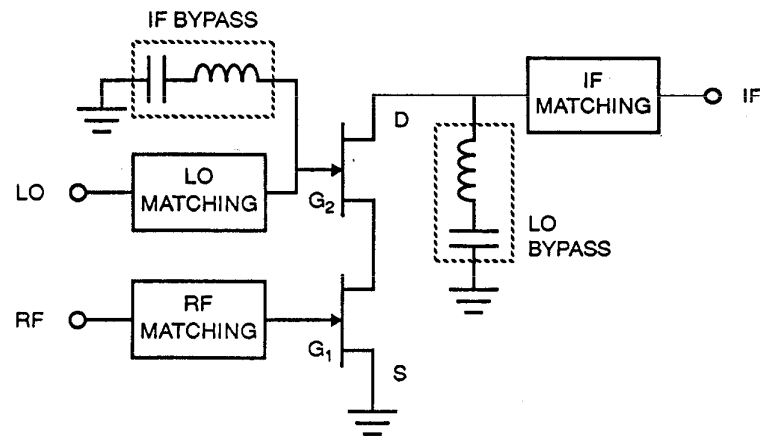 IF BYPASS
IF
MATCHING
IF
D
LO
LO
MATCHING
G₂
LO
BYPASS
RF
RF
MATCHING
G₁
S